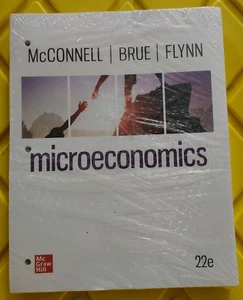 McCONNELL | BRUE | FLYNN
microeconomics
Mc
Graw
Hill
22e